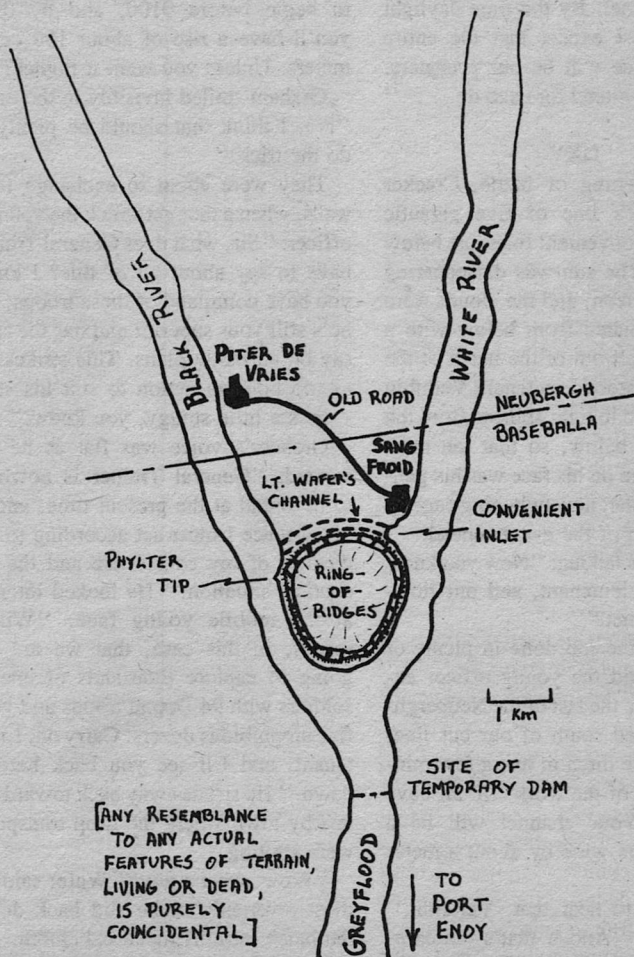 BLACK RIVER
WHITE RIVER
PITER DE
VRIES
OLD ROAD
NEUBERGH
BASEBALLA
SANG
FROID
LT. WAFER'S
CHANNEL
CONVENIENT
INLET
PHYLTER
TIP
RING-
OF-
RIDGES
1 KM
SITE OF
TEMPORARY DAM
[ANY RESEMBLANCE
TO ANY ACTUAL
FEATURES OF TERRAIN,
LIVING OR DEAD,
IS PURELY
COINCIDENTAL]
GREYFLOOD
TO
PORT
ENOY